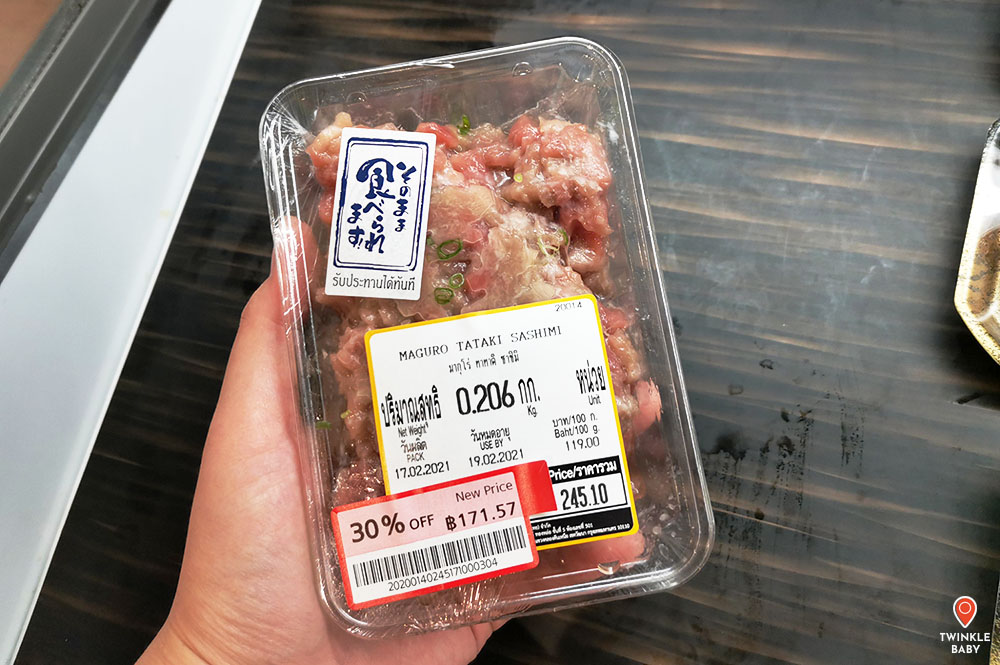 そのまま
食べられ
ます!
รับประทานได้ทันที
20014
MAGURO TATAKI SASHIMI
มากุโร่ ทาทากิ ซาชิมิ
ปริมาณสุทธิ 0.206 กก. หน่วย
Net Weight Kg. Unit
วันผลิต วันหมดอายุ บาท/100 ก.
PACK USE BY Baht/100 g.
17.02.2021 19.02.2021 119.00
Price/ราคารวม
245.10
New Price
30% OFF ฿171.57
20200140245171000304
TWINKLE
BABY